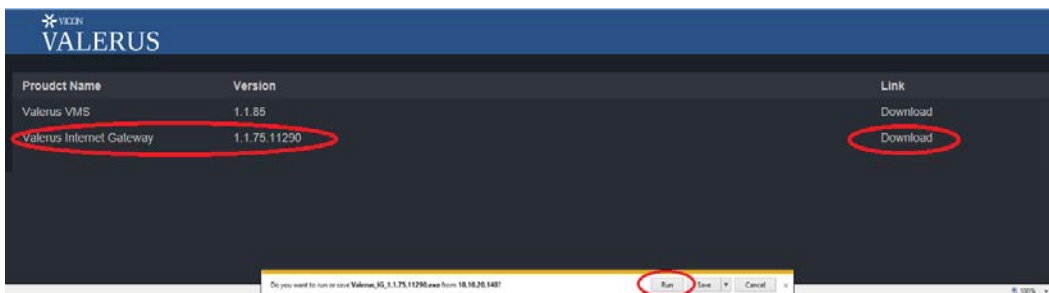 VICON
VALERUS
Proudct Name Version Link
Valerus VMS 1.1.85 Download
Valerus Internet Gateway 1.1.75.11290 Download
Do you want to run or save Valerus_IG_1.1.75.11290.exe from 10.10.20.140? Run Save Cancel ×
100%